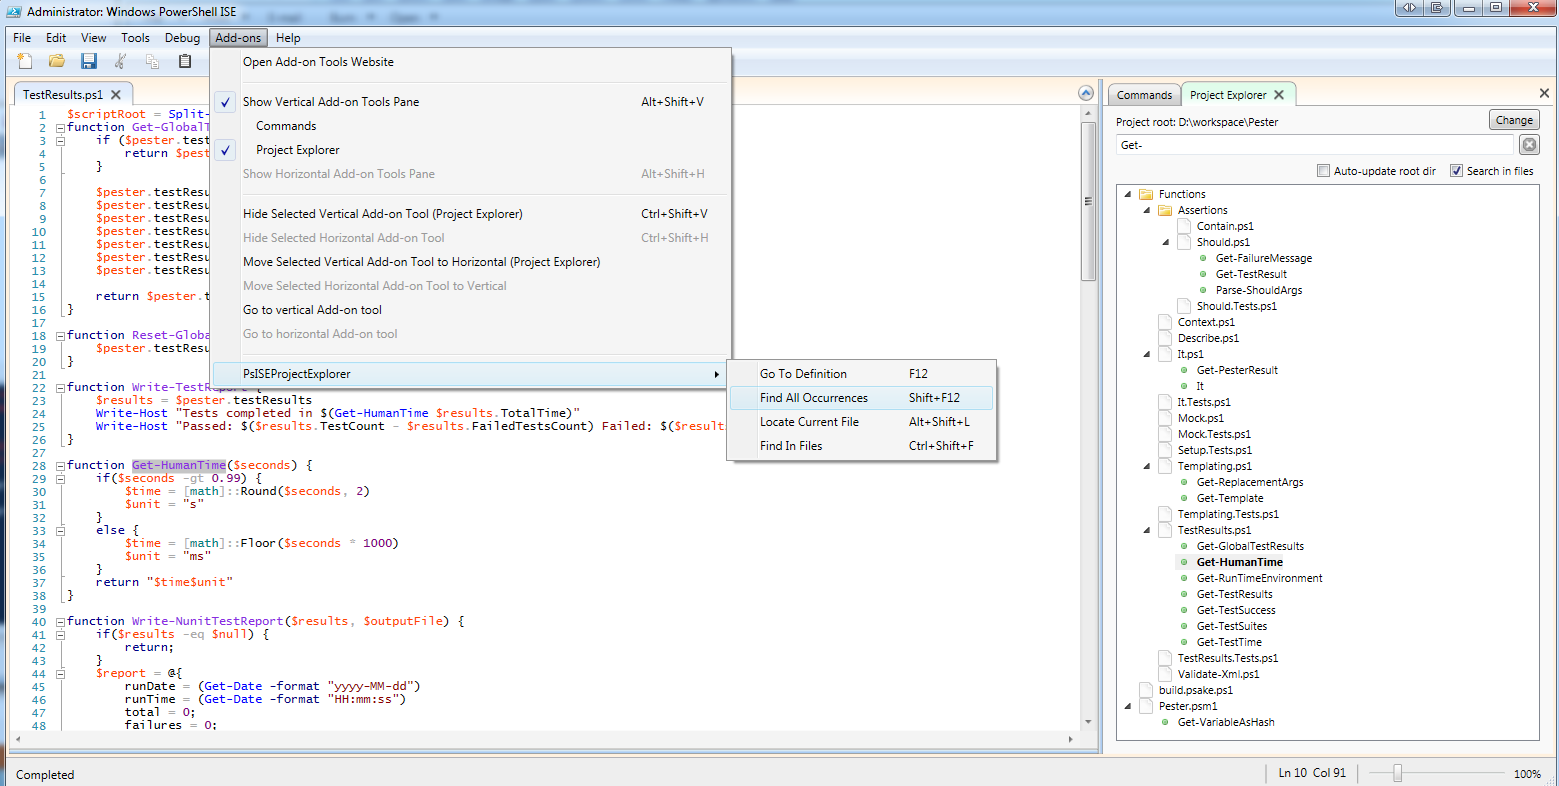 Administrator: Windows PowerShell ISE
File Edit View Tools Debug Add-ons Help
TestResults.ps1
1 $scriptRoot = Split-
2 function Get-GlobalT
3 if ($pester.test
4 return $pest
5 }
6
7 $pester.testResu
8 $pester.testResu
9 $pester.testResu
10 $pester.testResu
11 $pester.testResu
12 $pester.testResu
13 $pester.testResu
14
15 return $pester.t
16 }
17
18 function Reset-Globa
19 $pester.testResu
20 }
21
22 function Write-TestReport {
23 $results = $pester.testResults
24 Write-Host "Tests completed in $(Get-HumanTime $results.TotalTime)"
25 Write-Host "Passed: $($results.TestCount - $results.FailedTestsCount) Failed: $($resu
26 }
27
28 function Get-HumanTime($seconds) {
29 if($seconds -gt 0.99) {
30 $time = [math]::Round($seconds, 2)
31 $unit = "s"
32 }
33 else {
34 $time = [math]::Floor($seconds * 1000)
35 $unit = "ms"
36 }
37 return "$time$unit"
38 }
39
40 function Write-NunitTestReport($results, $outputFile) {
41 if($results -eq $null) {
42 return;
43 }
44 $report = @{
45 runDate = (Get-Date -format "yyyy-MM-dd")
46 runTime = (Get-Date -format "HH:mm:ss")
47 total = 0;
48 failures = 0;
Open Add-on Tools Website
Show Vertical Add-on Tools Pane Alt+Shift+V
Commands
Project Explorer
Show Horizontal Add-on Tools Pane Alt+Shift+H
Hide Selected Vertical Add-on Tool (Project Explorer) Ctrl+Shift+V
Hide Selected Horizontal Add-on Tool Ctrl+Shift+H
Move Selected Vertical Add-on Tool to Horizontal (Project Explorer)
Move Selected Horizontal Add-on Tool to Vertical
Go to vertical Add-on tool
Go to horizontal Add-on tool
PsISEProjectExplorer
Go To Definition F12
Find All Occurrences Shift+F12
Locate Current File Alt+Shift+L
Find In Files Ctrl+Shift+F
Commands Project Explorer
Project root: D:\workspace\Pester Change
Get-
Auto-update root dir Search in files
Functions
Assertions
Contain.ps1
Should.ps1
Get-FailureMessage
Get-TestResult
Parse-ShouldArgs
Should.Tests.ps1
Context.ps1
Describe.ps1
It.ps1
Get-PesterResult
It
It.Tests.ps1
Mock.ps1
Mock.Tests.ps1
Setup.Tests.ps1
Templating.ps1
Get-ReplacementArgs
Get-Template
Templating.Tests.ps1
TestResults.ps1
Get-GlobalTestResults
Get-HumanTime
Get-RunTimeEnvironment
Get-TestResults
Get-TestSuccess
Get-TestSuites
Get-TestTime
TestResults.Tests.ps1
Validate-Xml.ps1
build.psake.ps1
Pester.psm1
Get-VariableAsHash
Completed
Ln 10 Col 91
100%